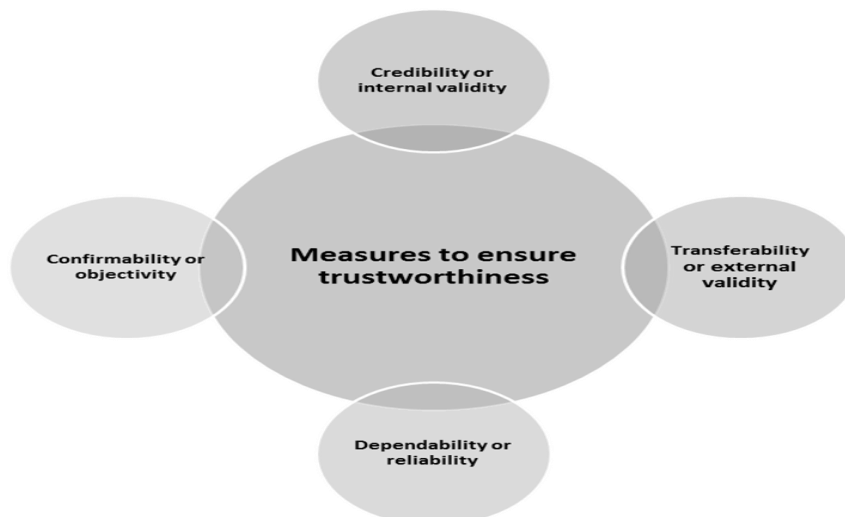 Credibility or
internal validity
Confirmability or
objectivity
Measures to ensure
trustworthiness
Transferability
or external
validity
Dependability or
reliability